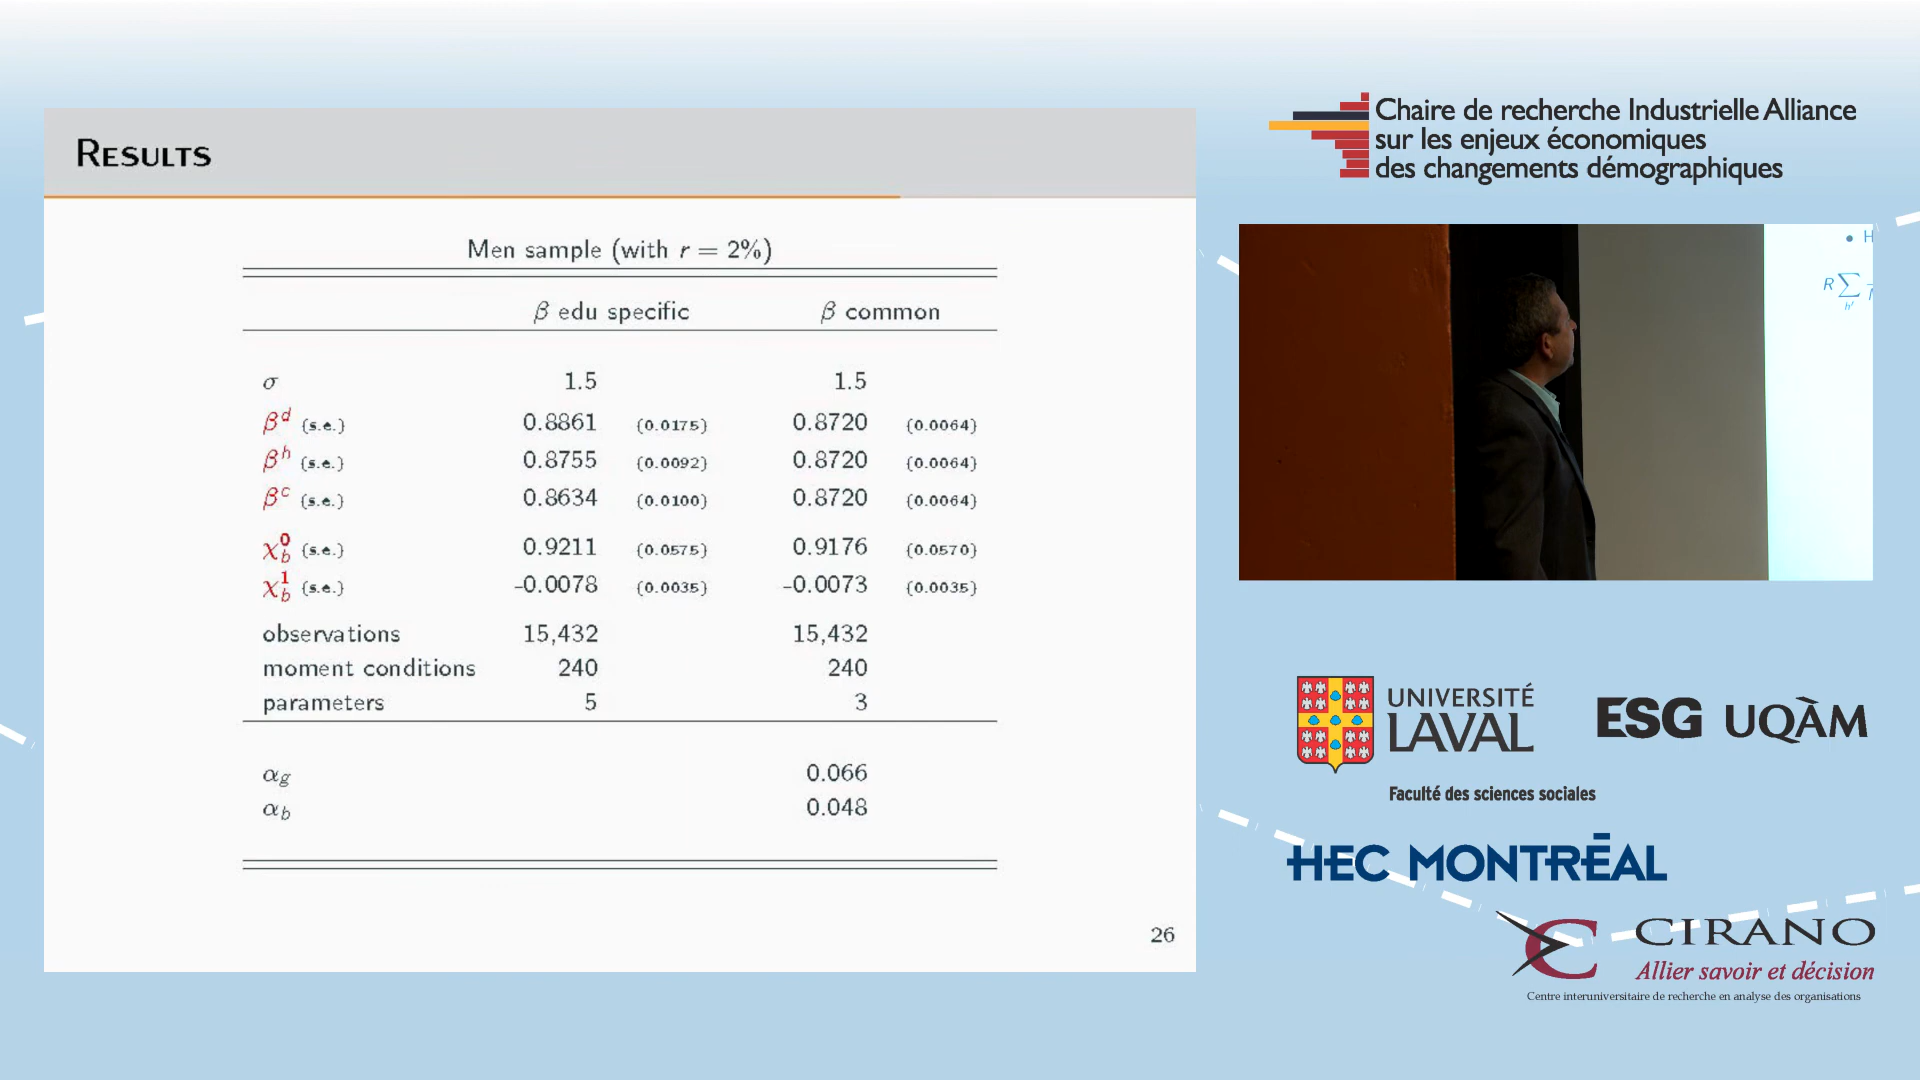 RESULTS
Men sample (with r = 2%)
β edu specific β common
σ 1.5 1.5
β^d (s.e.) 0.8861 (0.0175) 0.8720 (0.0064)
β^h (s.e.) 0.8755 (0.0092) 0.8720 (0.0064)
β^c (s.e.) 0.8634 (0.0100) 0.8720 (0.0064)
χ_b^0 (s.e.) 0.9211 (0.0575) 0.9176 (0.0570)
χ_b^1 (s.e.) -0.0078 (0.0035) -0.0073 (0.0035)
observations 15,432 15,432
moment conditions 240 240
parameters 5 3
α_g 0.066
α_b 0.048
26
Chaire de recherche Industrielle Alliance
sur les enjeux économiques
des changements démographiques
• H
R∑
h'
UNIVERSITÉ
LAVAL
Faculté des sciences sociales
ESG UQÀM
HEC MONTRÉAL
CIRANO
Allier savoir et décision
Centre interuniversitaire de recherche en analyse des organisations